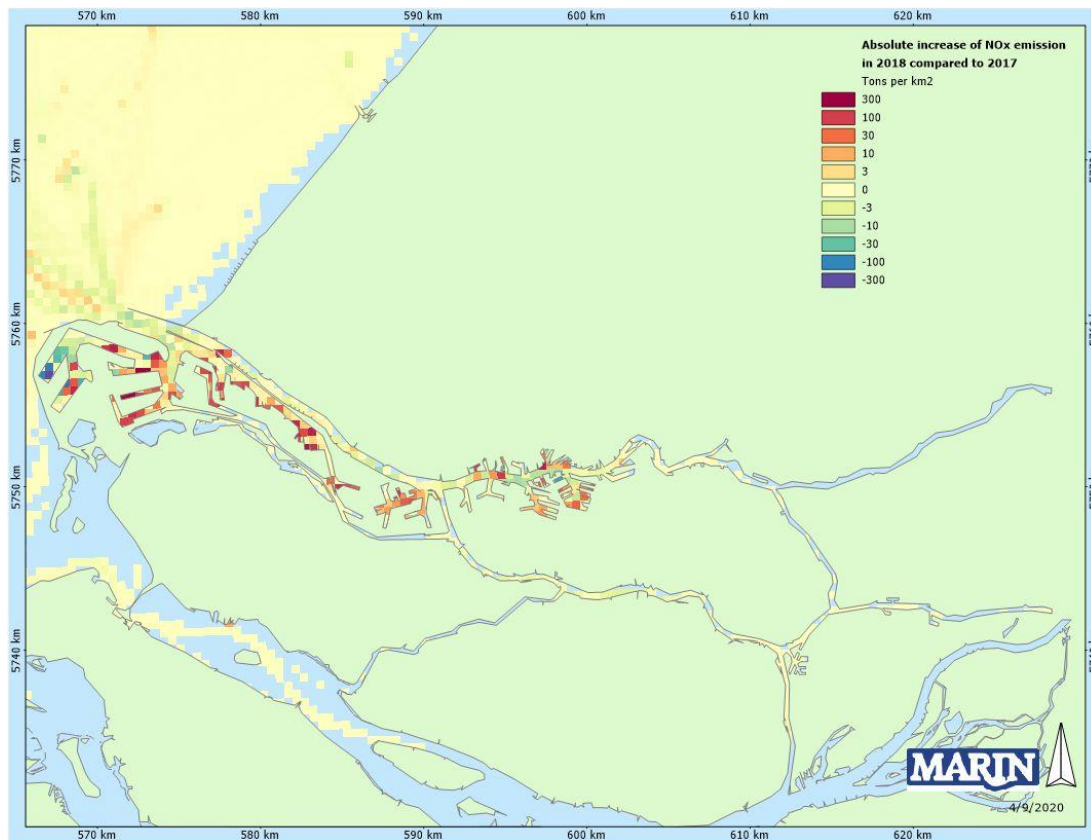 570 km 580 km 590 km 600 km 610 km 620 km
Absolute increase of NOx emission
in 2018 compared to 2017
Tons per km2
300
100
30
10
3
0
-3
-10
-30
-100
-300
5770 km
5760 km
5750 km
5740 km
MARIN
4/9/2020
570 km 580 km 590 km 600 km 610 km 620 km